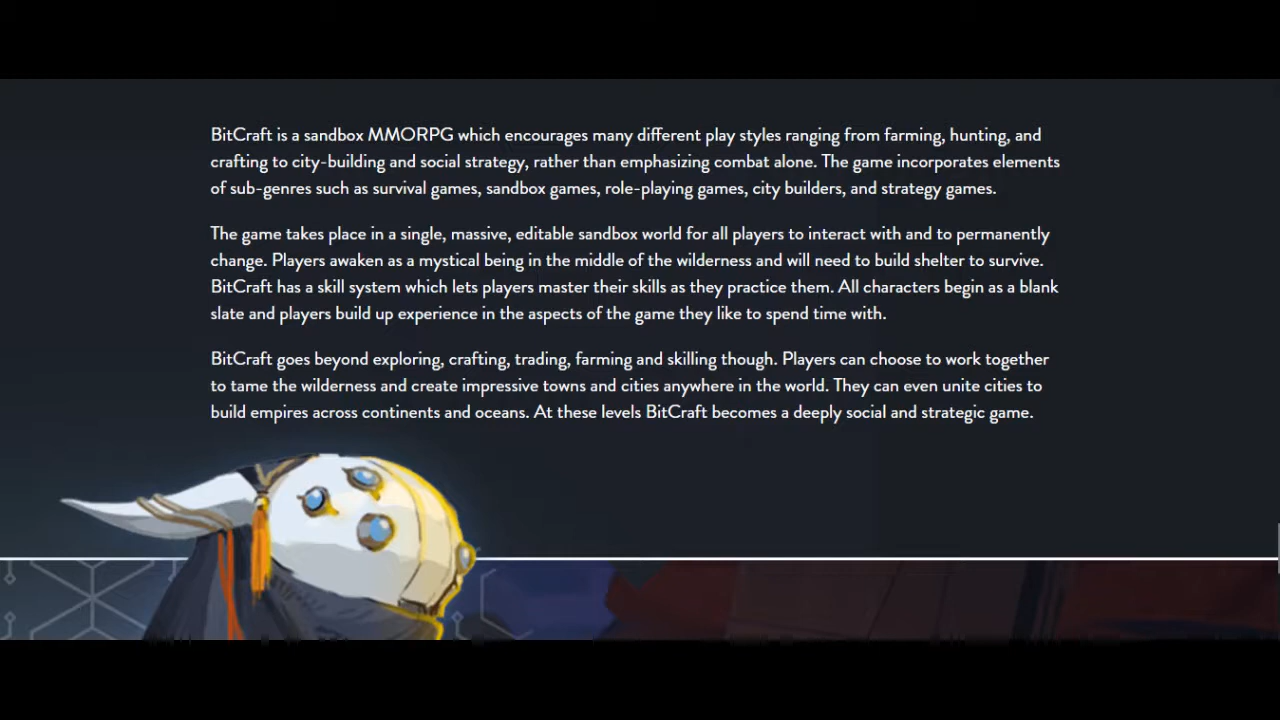 BitCraft is a sandbox MMORPG which encourages many different play styles ranging from farming, hunting, and
crafting to city-building and social strategy, rather than emphasizing combat alone. The game incorporates elements
of sub-genres such as survival games, sandbox games, role-playing games, city builders, and strategy games.
The game takes place in a single, massive, editable sandbox world for all players to interact with and to permanently
change. Players awaken as a mystical being in the middle of the wilderness and will need to build shelter to survive.
BitCraft has a skill system which lets players master their skills as they practice them. All characters begin as a blank
slate and players build up experience in the aspects of the game they like to spend time with.
BitCraft goes beyond exploring, crafting, trading, farming and skilling though. Players can choose to work together
to tame the wilderness and create impressive towns and cities anywhere in the world. They can even unite cities to
build empires across continents and oceans. At these levels BitCraft becomes a deeply social and strategic game.